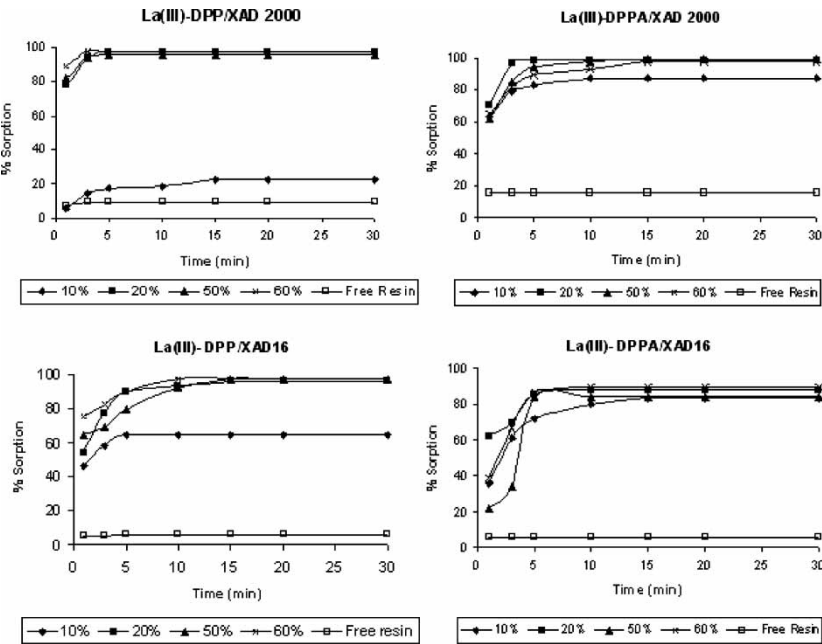 La(III)-DPP/XAD 2000
% Sorption
100
80
60
40
20
0
0 5 10 15 20 25 30
Time (min)
10% 20% 50% 60% Free Resin
La(III)-DPPA/XAD 2000
% Sorption
100
80
60
40
20
0
0 5 10 15 20 25 30
Time (min)
10% 20% 50% 60% Free Resin
La(III)- DPP/XAD16
% Sorption
100
80
60
40
20
0
0 5 10 15 20 25 30
Time (min)
10% 20% 50% 60% Free resin
La(III)- DPPA/XAD16
% Sorption
100
80
60
40
20
0
0 5 10 15 20 25 30
Time (min)
10% 20% 50% 60% Free Resin